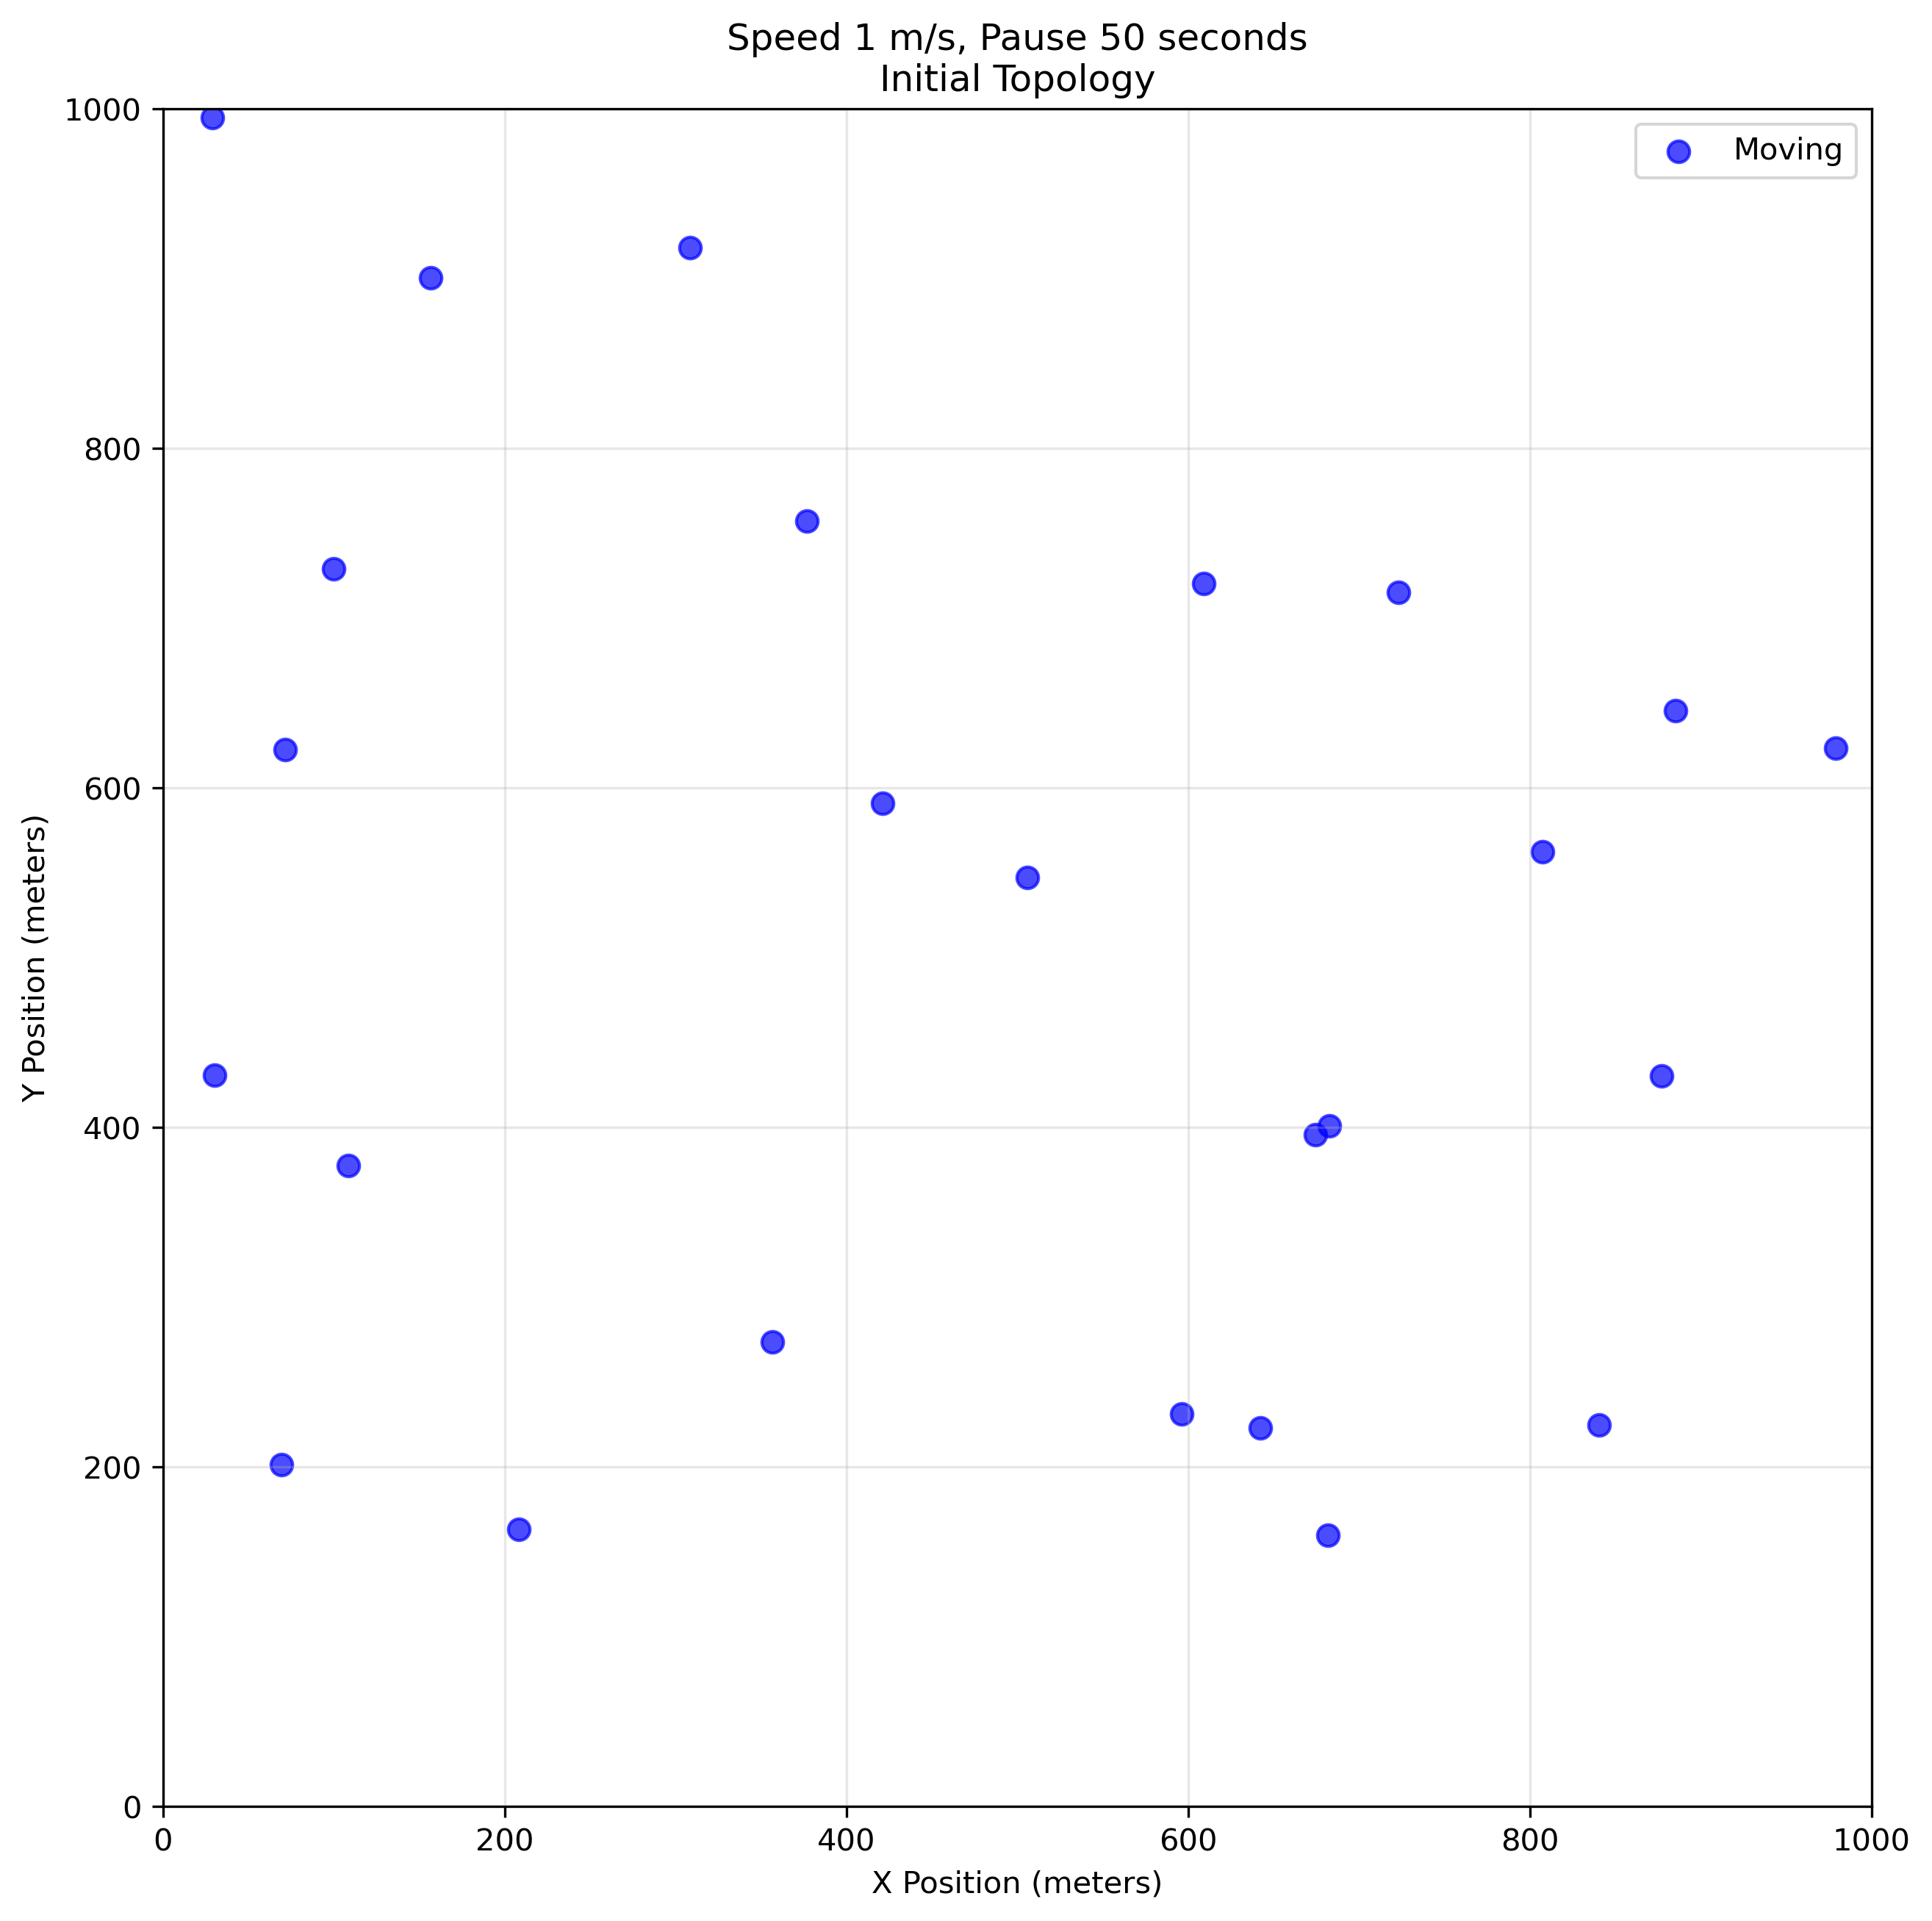 Speed 1 m/s, Pause 50 seconds
Initial Topology
Moving
1000
800
600
400
200
0
Y Position (meters)
0 200 400 600 800 1000
X Position (meters)